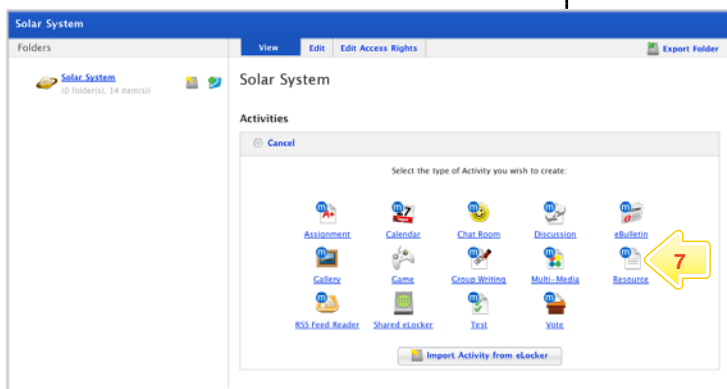 Solar System
Folders
View Edit Edit Access Rights Export Folder
Solar System
(0 folder(s), 14 item(s))
Solar System
Activities
Cancel
Select the type of Activity you wish to create:
Assignment Calendar Chat Room Discussion eBulletin
Gallery Game Group Writing Multi-Media Resource
7
RSS Feed Reader Shared eLocker Test Vote
Import Activity from eLocker